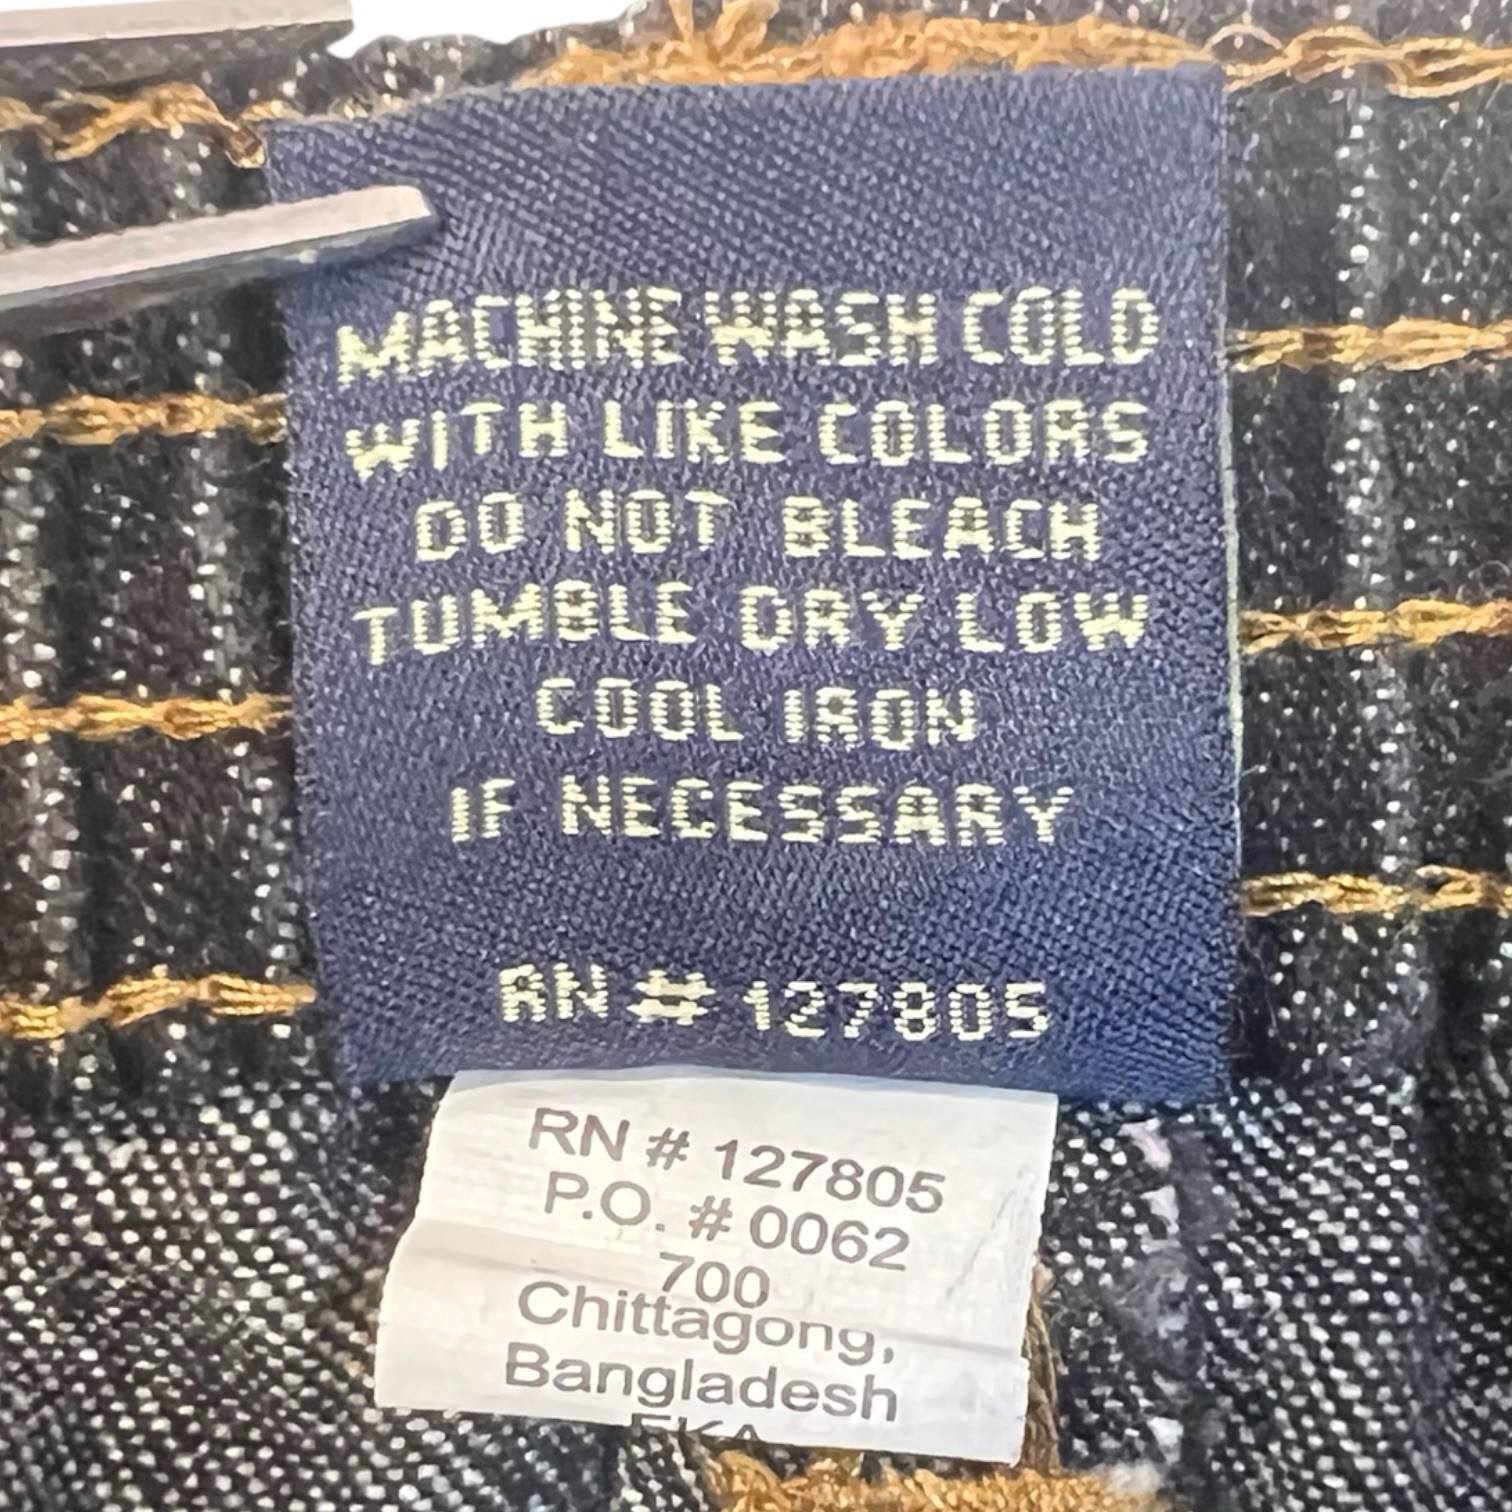 MACHINE WASH COLD
WITH LIKE COLORS
DO NOT BLEACH
TUMBLE DRY LOW
COOL IRON
IF NECESSARY
RN # 127805
RN # 127805
P.O. # 0062
700
Chittagong,
Bangladesh